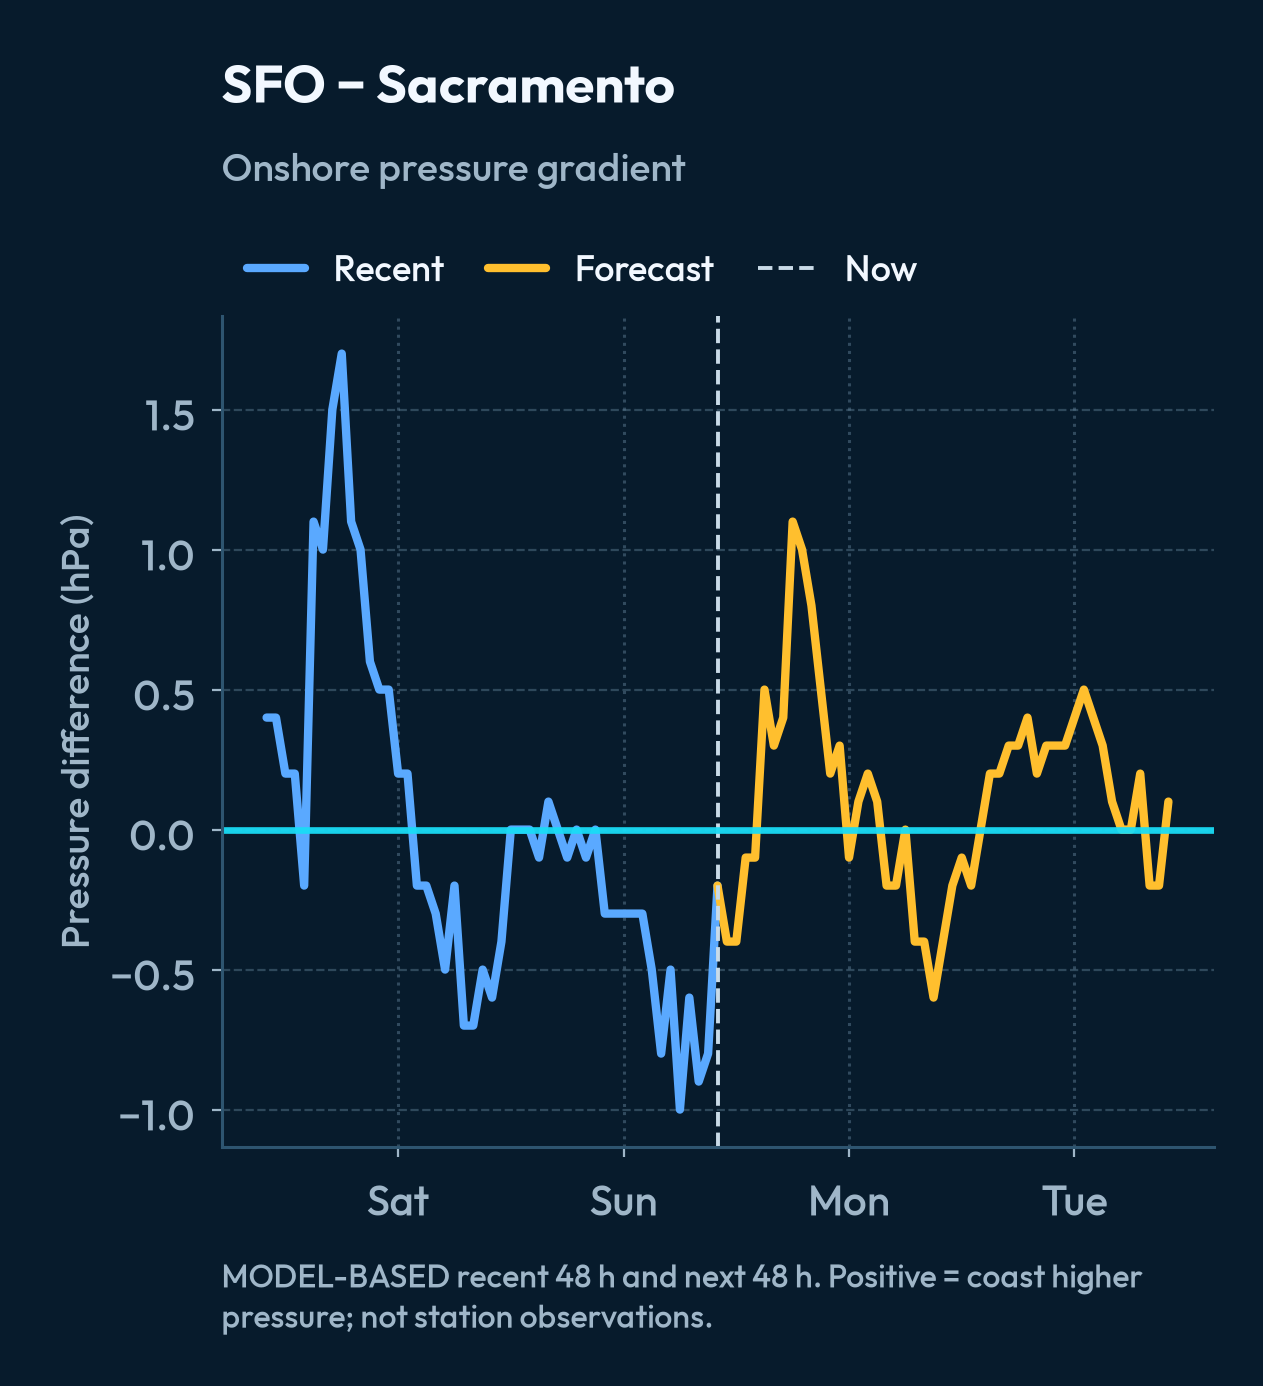 SFO – Sacramento
Onshore pressure gradient
Recent Forecast Now
Pressure difference (hPa)
1.5
1.0
0.5
0.0
−0.5
−1.0
Sat Sun Mon Tue
MODEL-BASED recent 48 h and next 48 h. Positive = coast higher
pressure; not station observations.